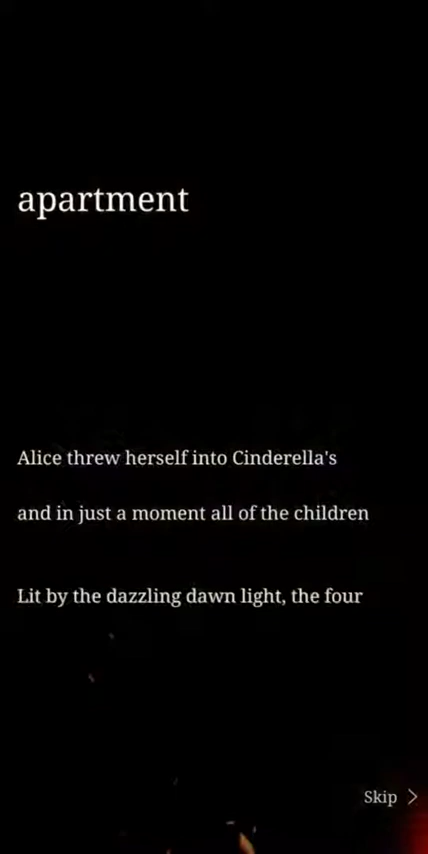 apartment
Alice threw herself into Cinderella's
and in just a moment all of the children
Lit by the dazzling dawn light, the four
Skip >